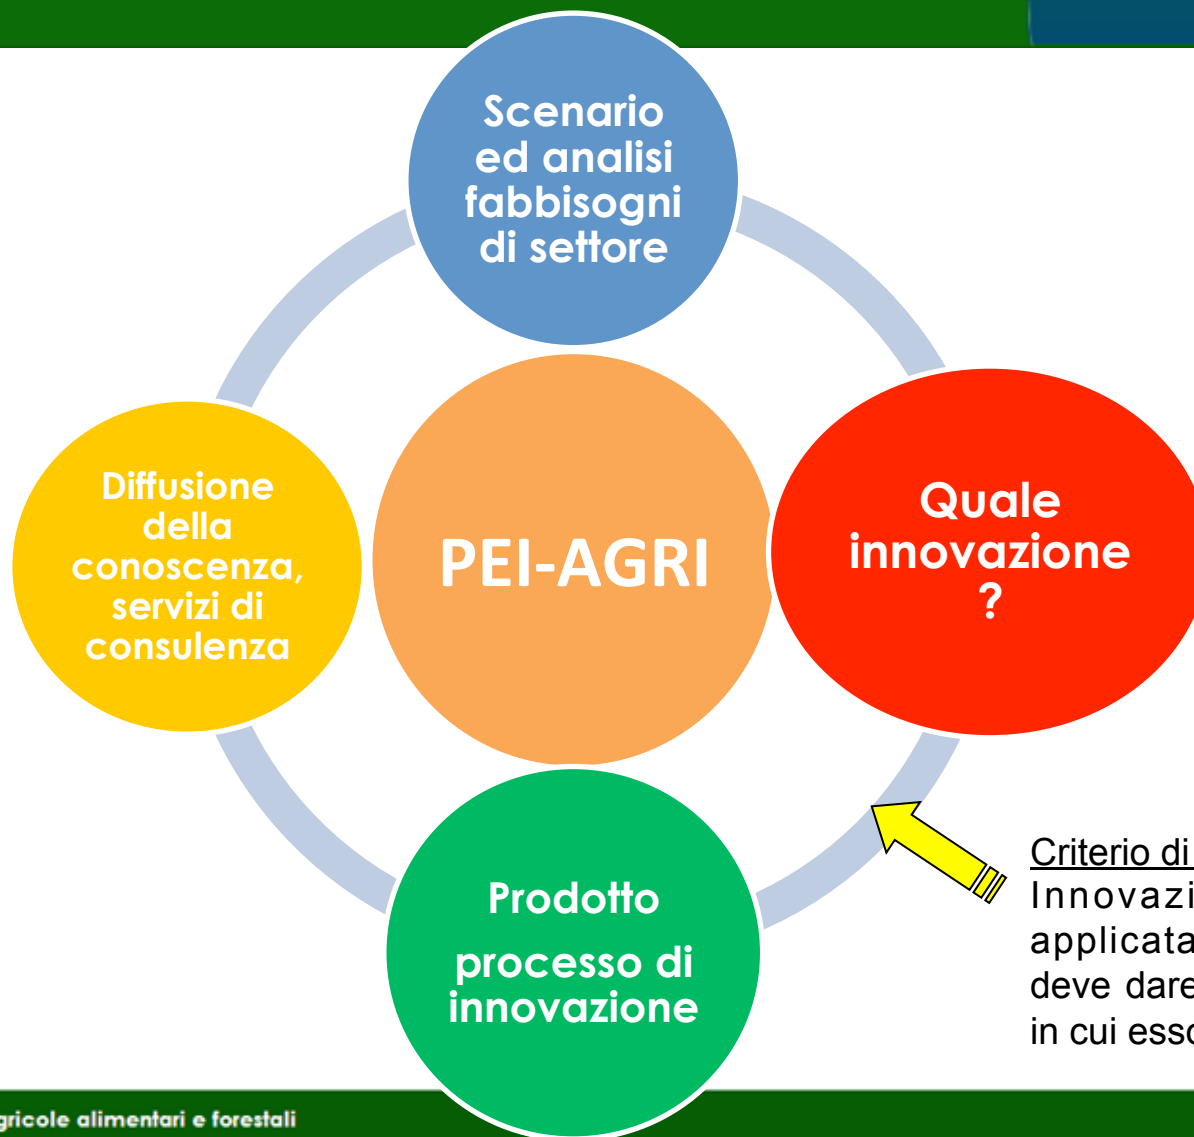 Scenario
ed analisi
fabbisogni
di settore
Diffusione
della
conoscenza,
servizi di
consulenza
PEI-AGRI
Quale
innovazione
?
Prodotto
processo di
innovazione
Criterio di
Innovazi
applicata
deve dare
in cui esso
gricole alimentari e forestali